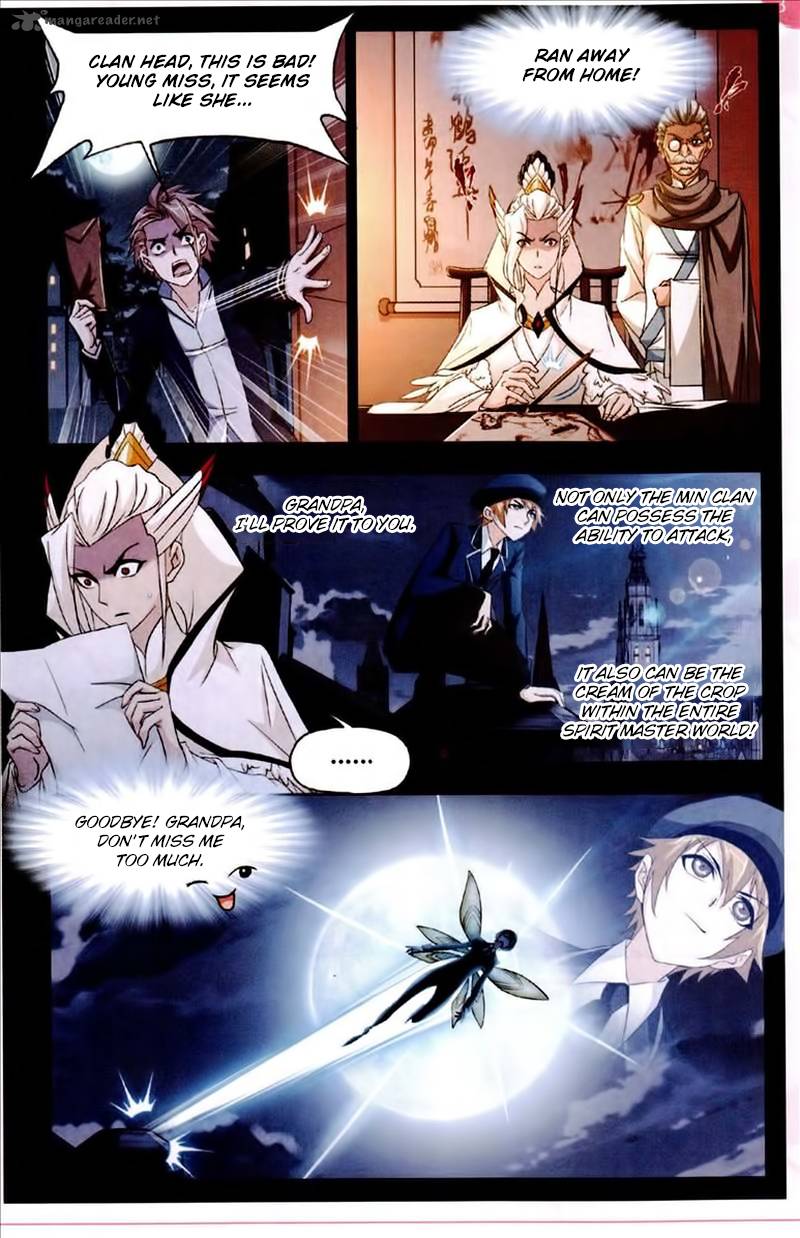 mangareader.net
CLAN HEAD, THIS IS BAD!
YOUNG MISS, IT SEEMS
LIKE SHE...
RAN AWAY
FROM HOME!
GRANDPA,
I'LL PROVE IT TO YOU.
NOT ONLY THE MIN CLAN
CAN POSSESS THE
ABILITY TO ATTACK,
IT ALSO CAN BE THE
CREAM OF THE CROP
WITHIN THE ENTIRE
SPIRIT MASTER WORLD!
......
GOODBYE! GRANDPA,
DON'T MISS ME
TOO MUCH.